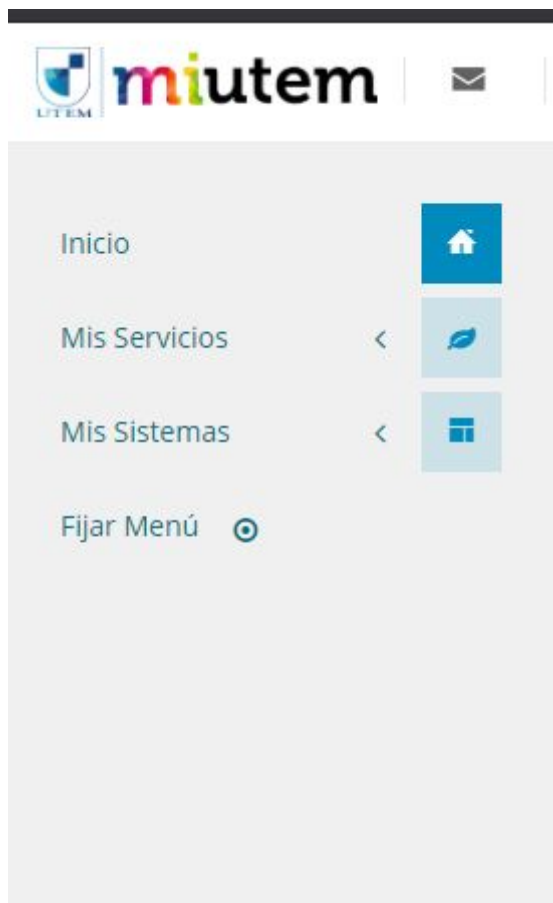 UTEM
miutem
Inicio
Mis Servicios
Mis Sistemas
Fijar Menú